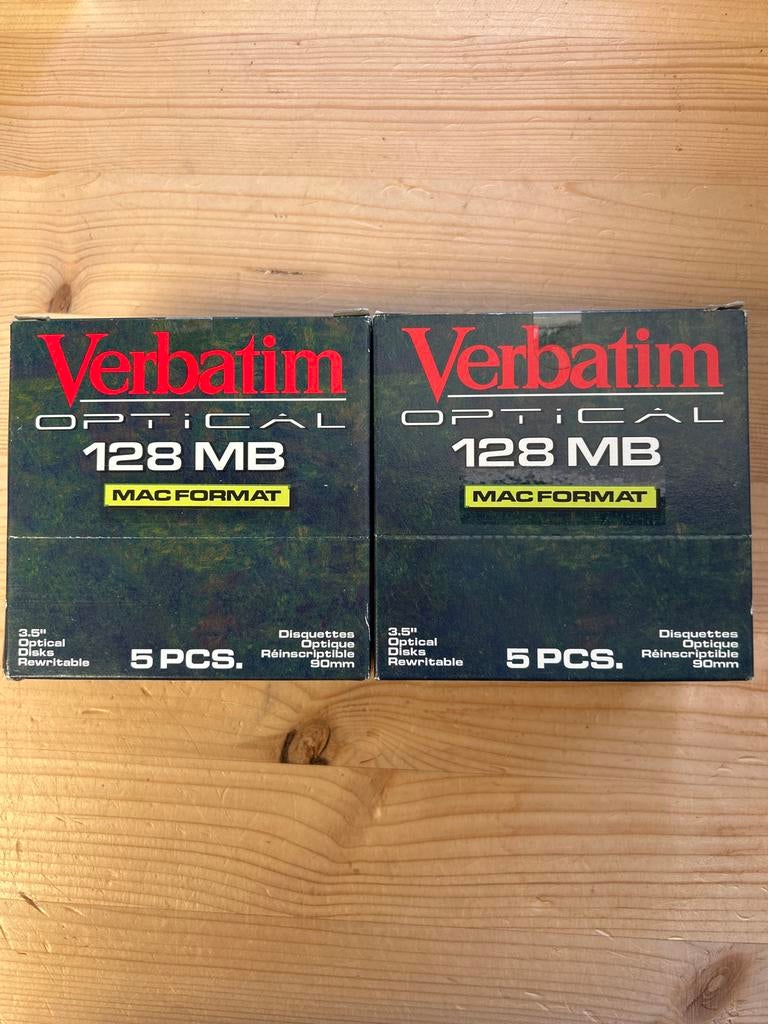 Verbatim
OPTiCAL
128 MB
MAC FORMAT
3.5"
Optical
Disks
Rewritable
5 PCS.
Disquettes
Optique
Réinscriptible
90mm
Verbatim
OPTiCAL
128 MB
MAC FORMAT
3.5"
Optical
Disks
Rewritable
5 PCS.
Disquettes
Optique
Réinscriptible
90mm